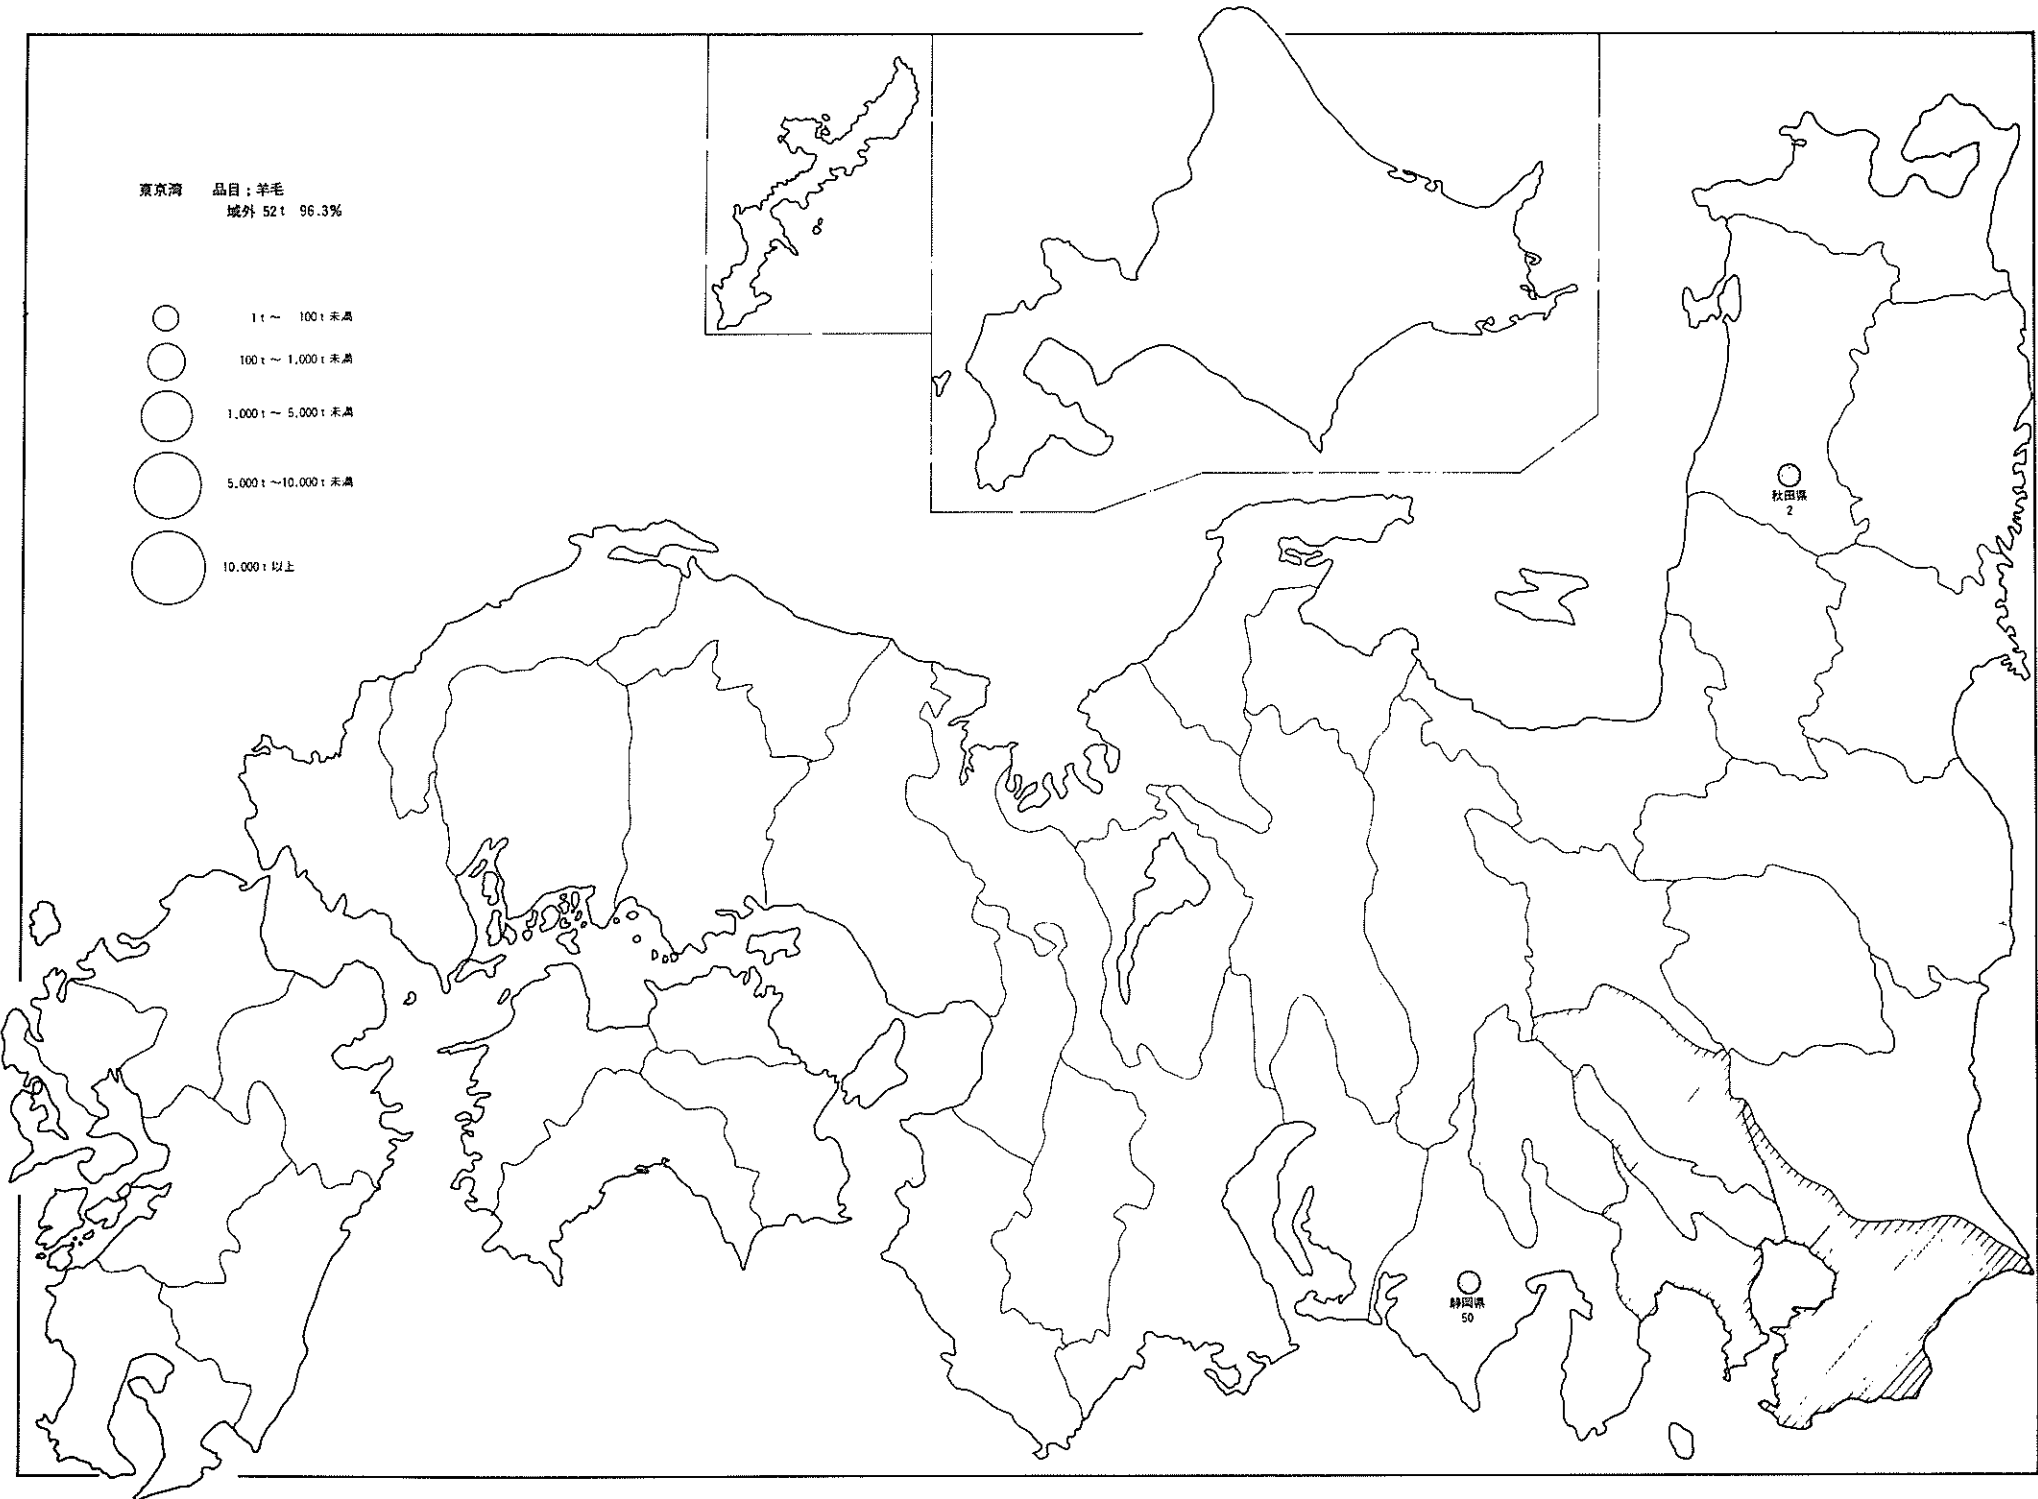 東京湾 品目;羊毛
域外 52t 96.3%
1t~ 100t未満
100t~1,000t未満
1,000t~5,000t未満
5,000t~10,000t未満
10,000t以上
秋田県
2
静岡県
50